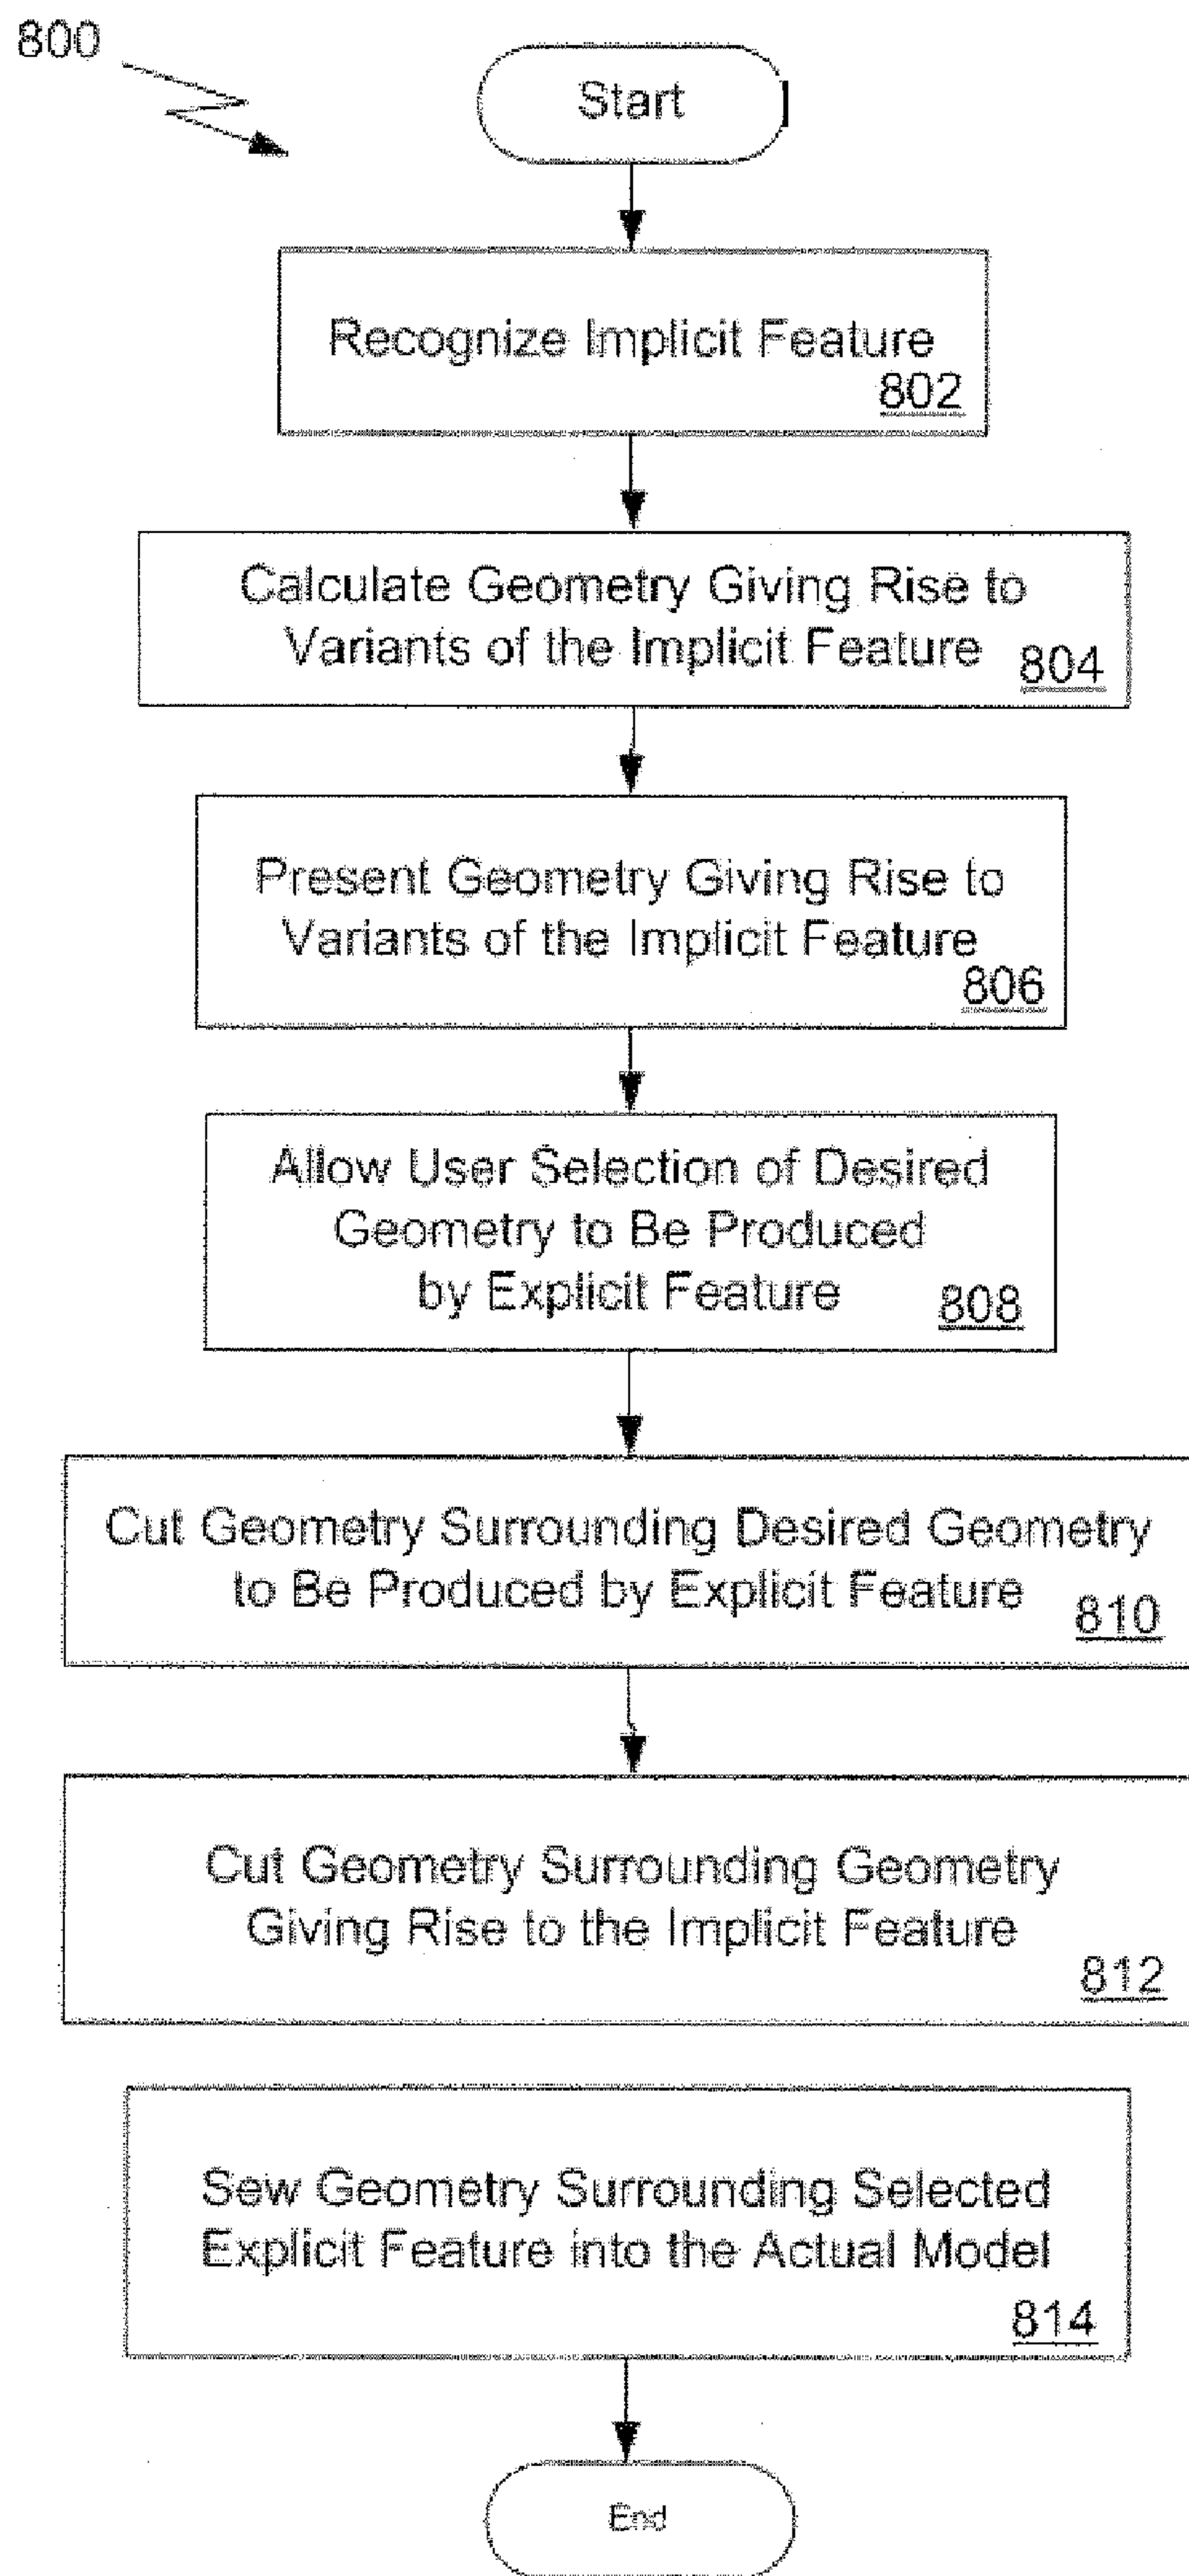 800
Start
Recognize Implicit Feature
802
Calculate Geometry Giving Rise to
Variants of the Implicit Feature
804
Present Geometry Giving Rise to
Variants of the Implicit Feature
806
Allow User Selection of Desired
Geometry to Be Produced
by Explicit Feature
808
Cut Geometry Surrounding Desired Geometry
to Be Produced by Explicit Feature
810
Cut Geometry Surrounding Geometry
Giving Rise to the Implicit Feature
812
Sew Geometry Surrounding Selected
Explicit Feature into the Actual Model
814
End